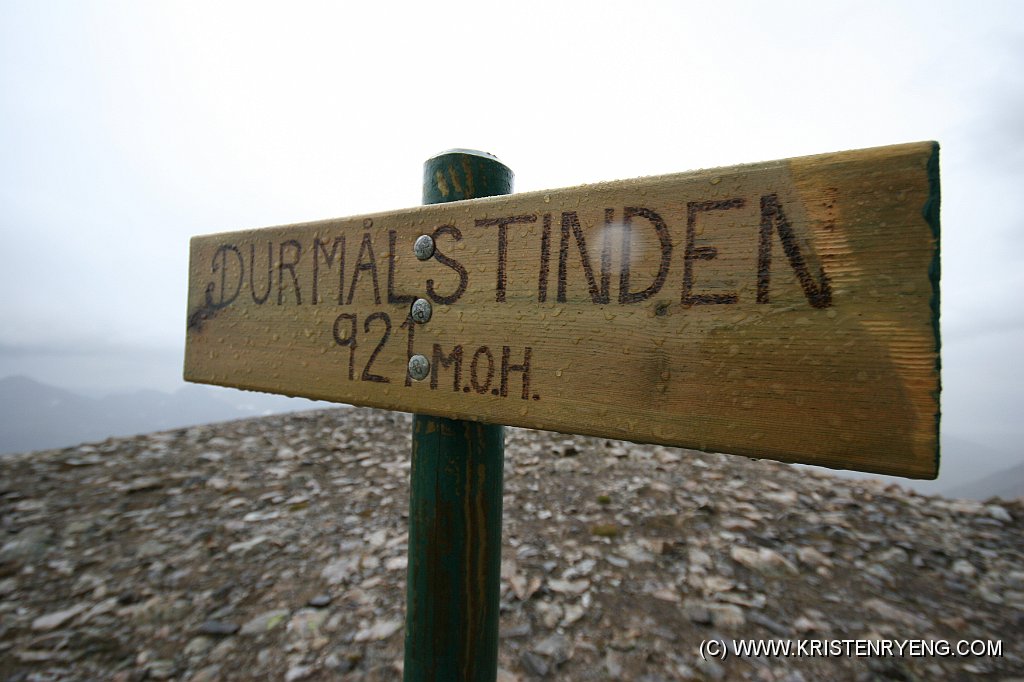 DURMÅLSTINDEN
921 M.O.H.
(C) WWW.KRISTENRYENG.COM